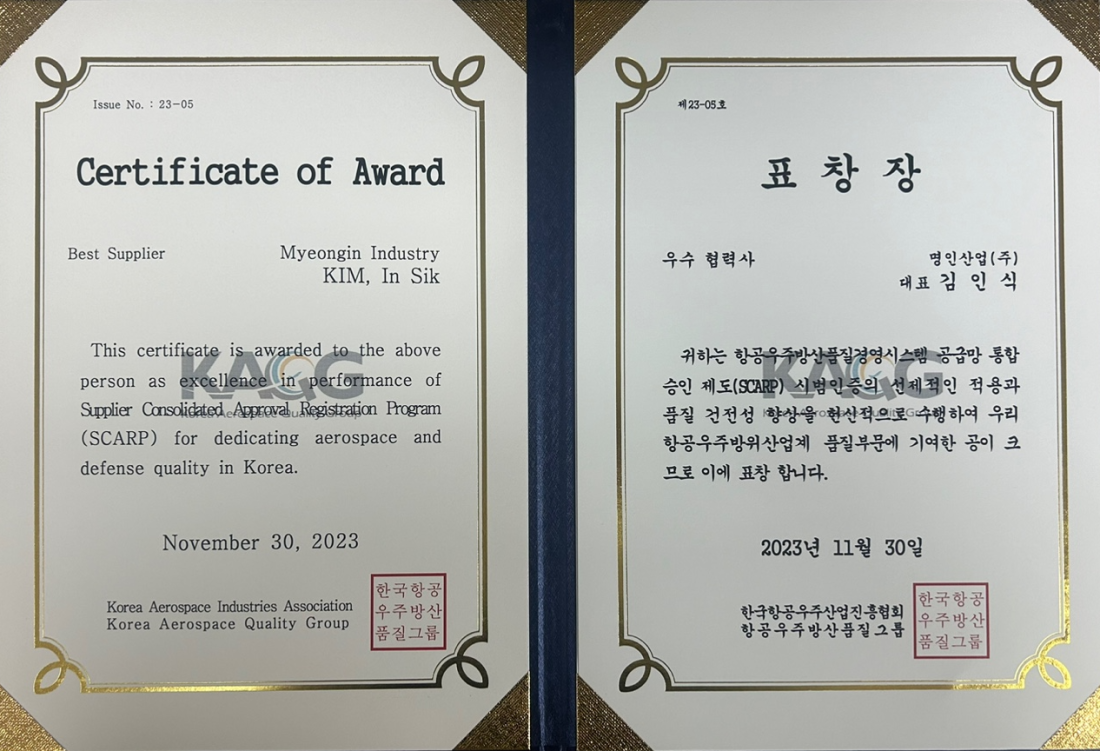 Issue No. : 23-05
Certificate of Award
Best Supplier
Myeongin Industry
KIM, In Sik
KAQG
Korea Aerospace Quality Group
This certificate is awarded to the above
person as excellence in performance of
Supplier Consolidated Approval Registration Program
(SCARP) for dedicating aerospace and
defense quality in Korea.
November 30, 2023
Korea Aerospace Industries Association
Korea Aerospace Quality Group
한국항공
우주방산
품질그룹
제23-05호
표 창 장
우수 협력사
명인산업(주)
대표 김 인 식
KAQG
Korea Aerospace Quality Group
귀하는 항공우주방산품질경영시스템 공급망 통합
승인 제도(SCARP) 시범인증의 선제적인 적용과
품질 건전성 향상을 헌신적으로 수행하여 우리
항공우주방위산업계 품질부문에 기여한 공이 크
므로 이에 표창 합니다.
2023년 11월 30일
한국항공우주산업진흥협회
항공우주방산품질그룹
한국항공
우주방산
품질그룹